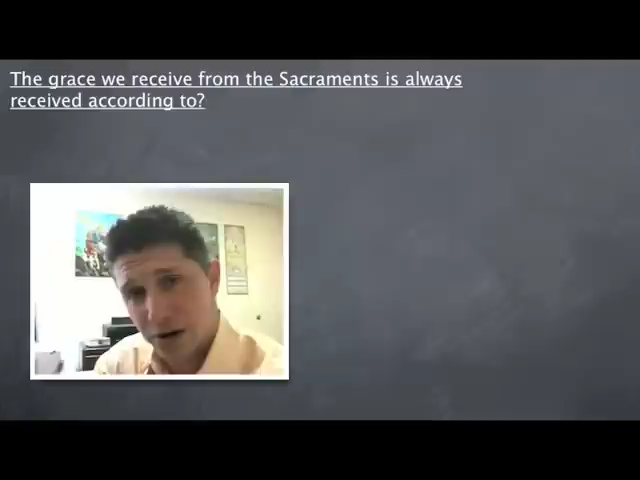 The grace we receive from the Sacraments is always
received according to?